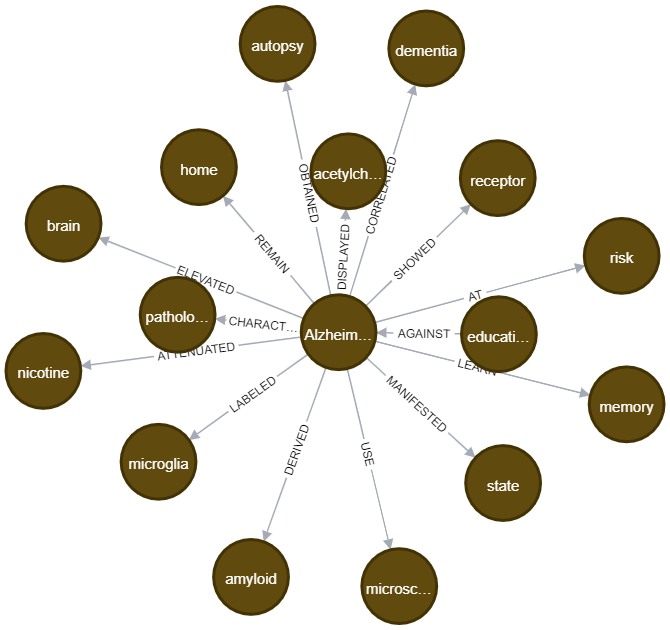 autopsy
dementia
home
acetylch...
receptor
OBTAINED
CORRELATED
brain
REMAIN
DISPLAYED
SHOWED
risk
ELEVATED
AT
patholo...
CHARACT...
Alzheim...
AGAINST
educati...
nicotine
ATTENUATED
LEARN
memory
LABELED
MANIFESTED
microglia
DERIVED
USE
state
amyloid
microsc...